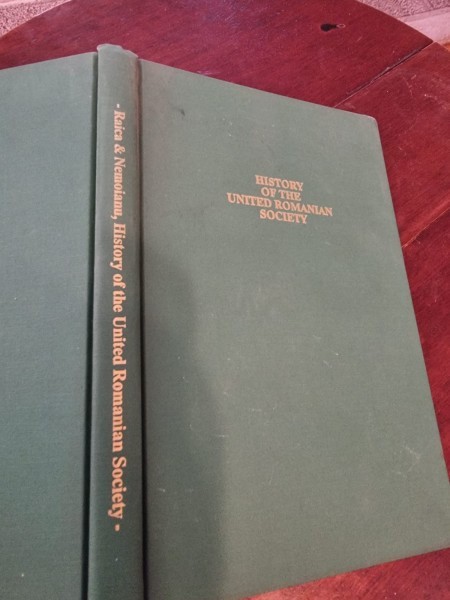 - Raica & Nemoianu, History of the United Romanian Society -
HISTORY
OF THE
UNITED ROMANIAN
SOCIETY